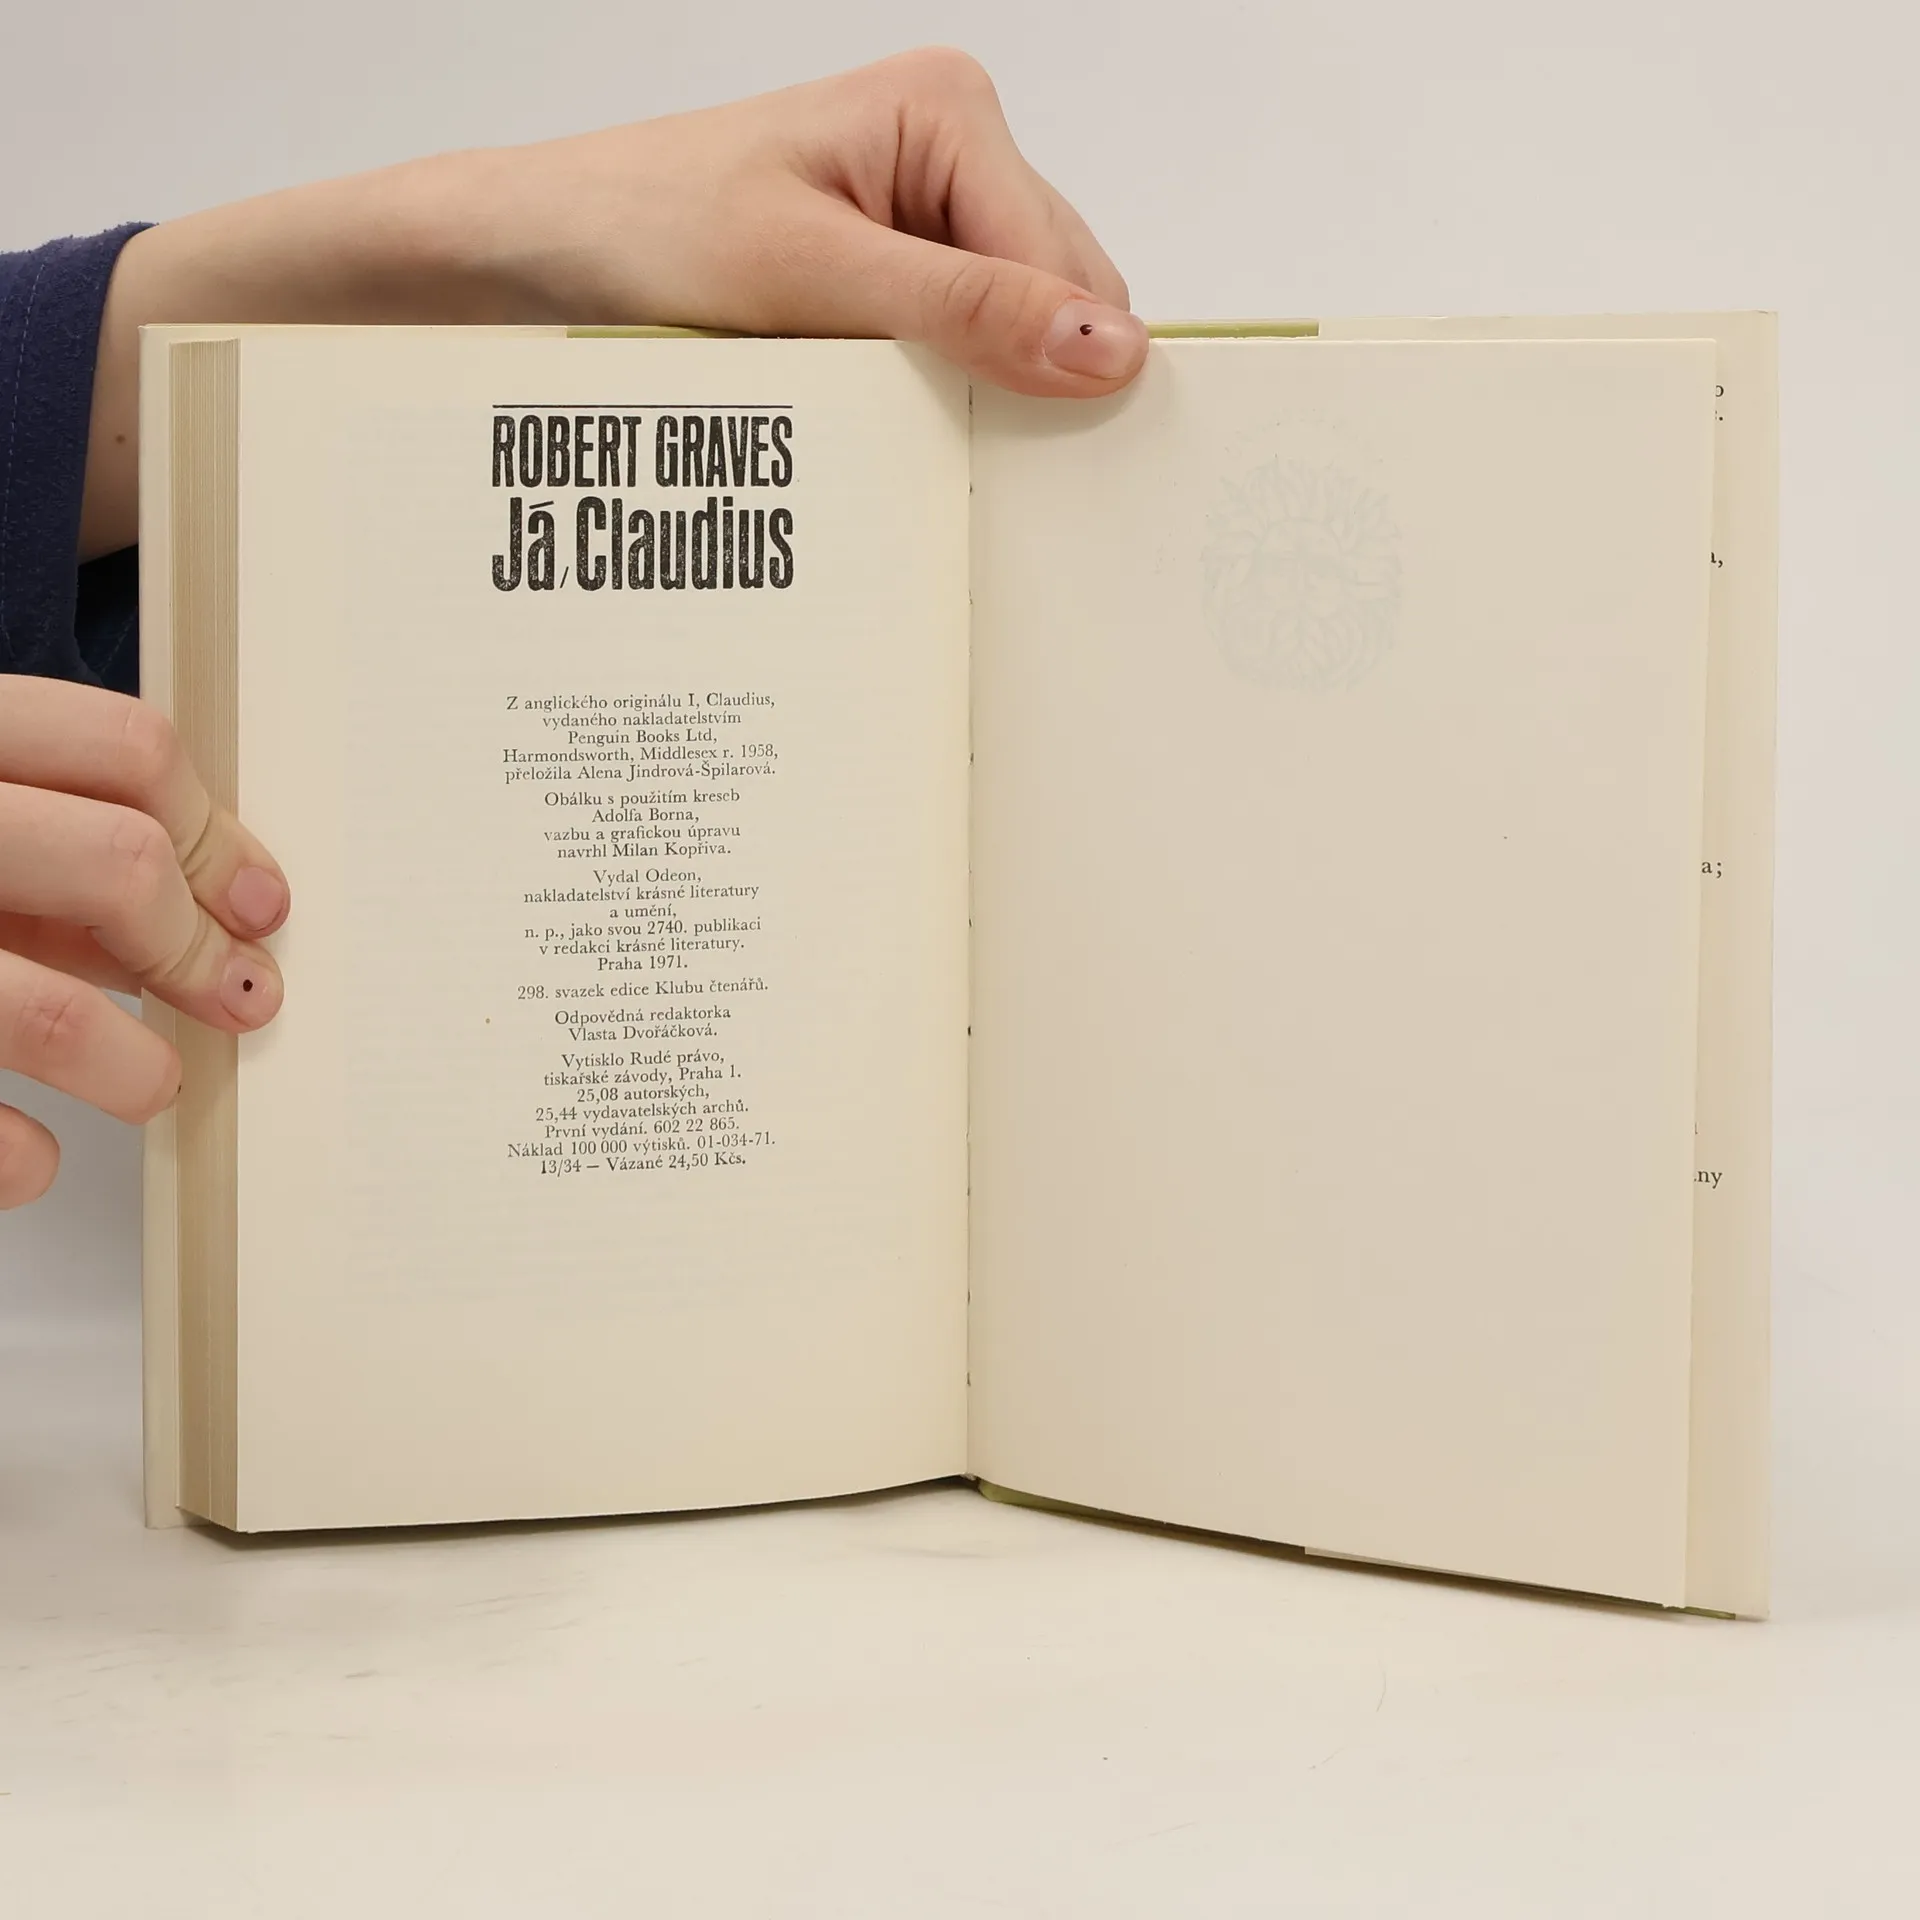 ROBERT GRAVES
Já, Claudius
Z anglického originálu I, Claudius,
vydaného nakladatelstvím
Penguin Books Ltd,
Harmondsworth, Middlesex r. 1958,
přeložila Alena Jindrová-Špilarová.
Obálku s použitím kreseb
Adolfa Borna,
vazbu a grafickou úpravu
navrhl Milan Kopřiva.
Vydal Odeon,
nakladatelství krásné literatury
a umění,
n. p., jako svou 2740. publikaci
v redakci krásné literatury.
Praha 1971.
298. svazek edice Klubu čtenářů.
Odpovědná redaktorka
Vlasta Dvořáčková.
Vytisklo Rudé právo,
tiskařské závody, Praha 1.
25,08 autorských,
25,44 vydavatelských archů.
První vydání. 602 22 865.
Náklad 100 000 výtisků. 01-034-71.
13/34 — Vázané 24,50 Kčs.